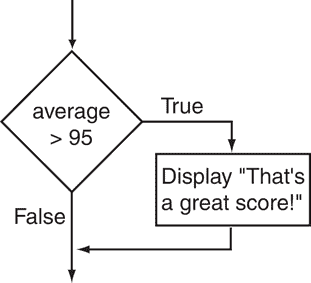 average
> 95
True
Display "That's
a great score!"
False